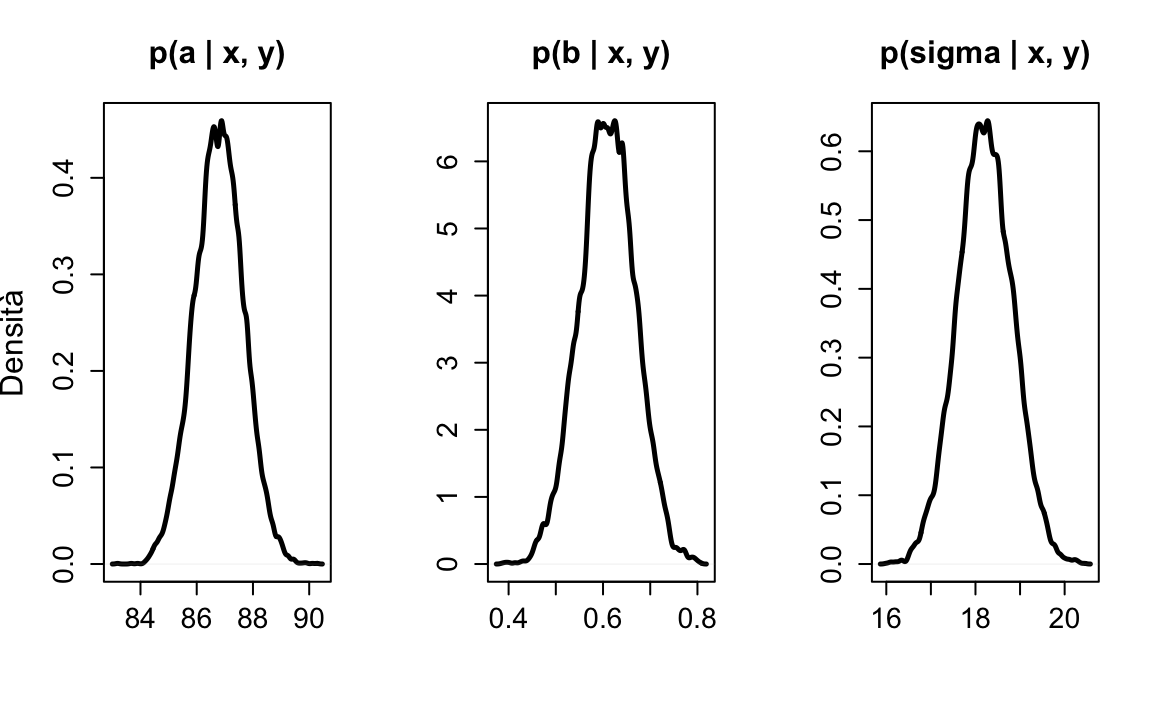 p(a | x, y)
p(b | x, y)
p(sigma | x, y)
Densità
0.0 0.1 0.2 0.3 0.4
84 86 88 90
0 1 2 3 4 5 6
0.4 0.6 0.8
0.0 0.1 0.2 0.3 0.4 0.5 0.6
16 18 20